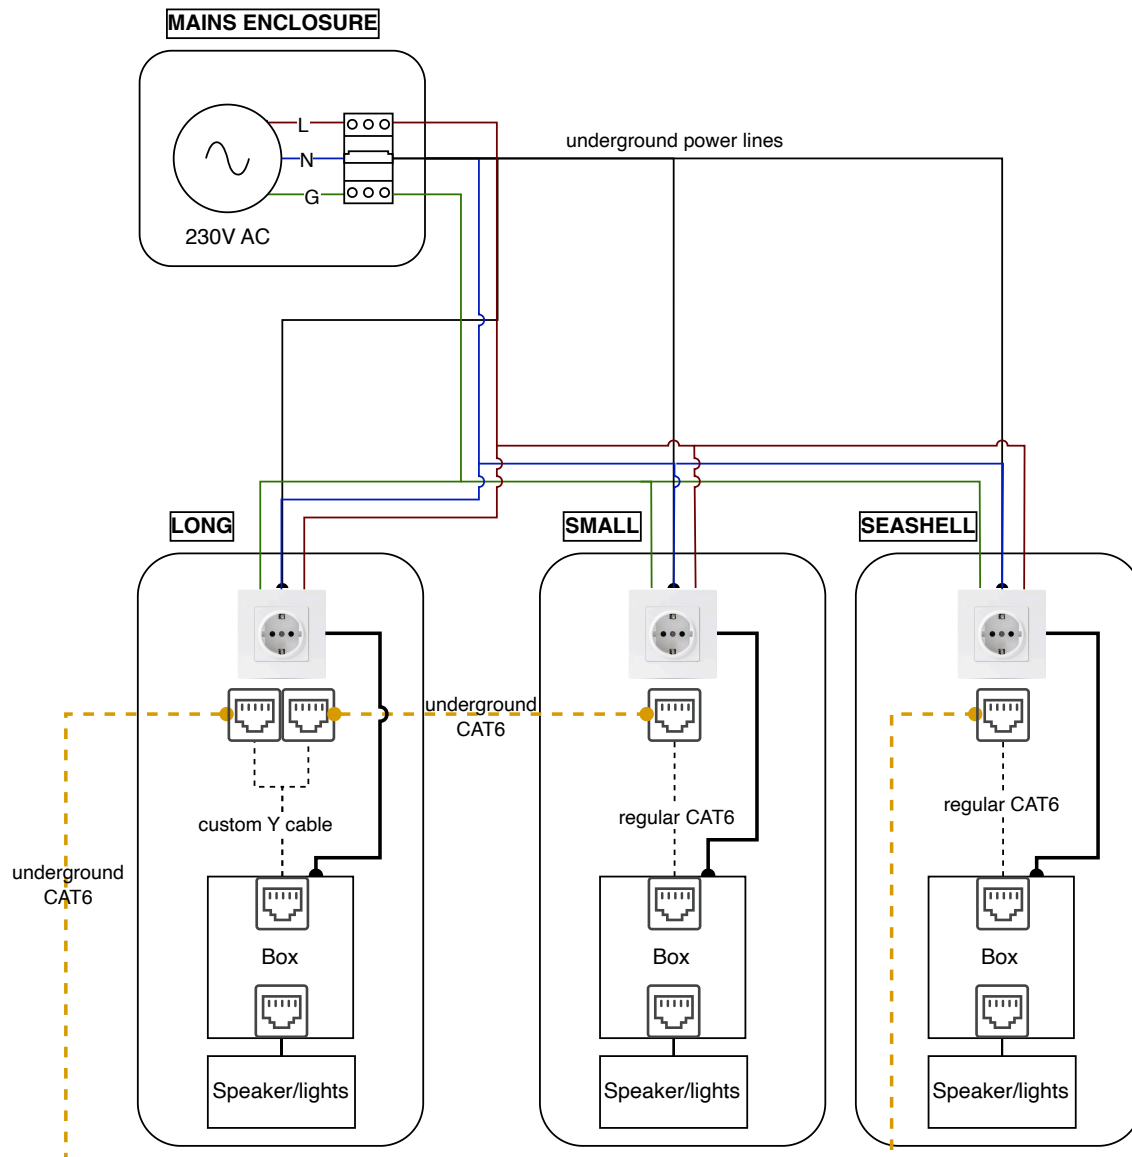 MAINS ENCLOSURE
L
N
G
230V AC
underground power lines
LONG
SMALL
SEASHELL
underground
CAT6
custom Y cable
regular CAT6
regular CAT6
underground
CAT6
Box
Box
Box
Speaker/lights
Speaker/lights
Speaker/lights